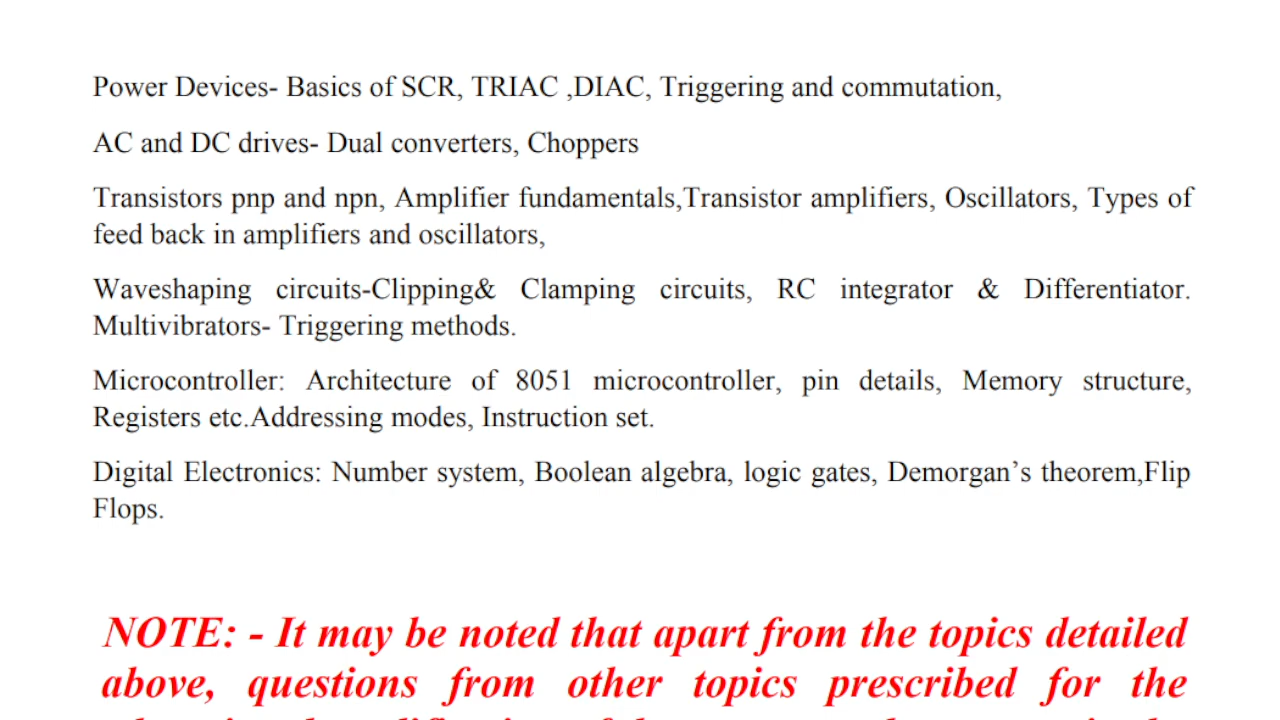 Power Devices- Basics of SCR, TRIAC ,DIAC, Triggering and commutation,
AC and DC drives- Dual converters, Choppers
Transistors pnp and npn, Amplifier fundamentals,Transistor amplifiers, Oscillators, Types of
feed back in amplifiers and oscillators,
Waveshaping circuits-Clipping& Clamping circuits, RC integrator & Differentiator.
Multivibrators- Triggering methods.
Microcontroller: Architecture of 8051 microcontroller, pin details, Memory structure,
Registers etc.Addressing modes, Instruction set.
Digital Electronics: Number system, Boolean algebra, logic gates, Demorgan’s theorem,Flip
Flops.
NOTE: - It may be noted that apart from the topics detailed
above, questions from other topics prescribed for the